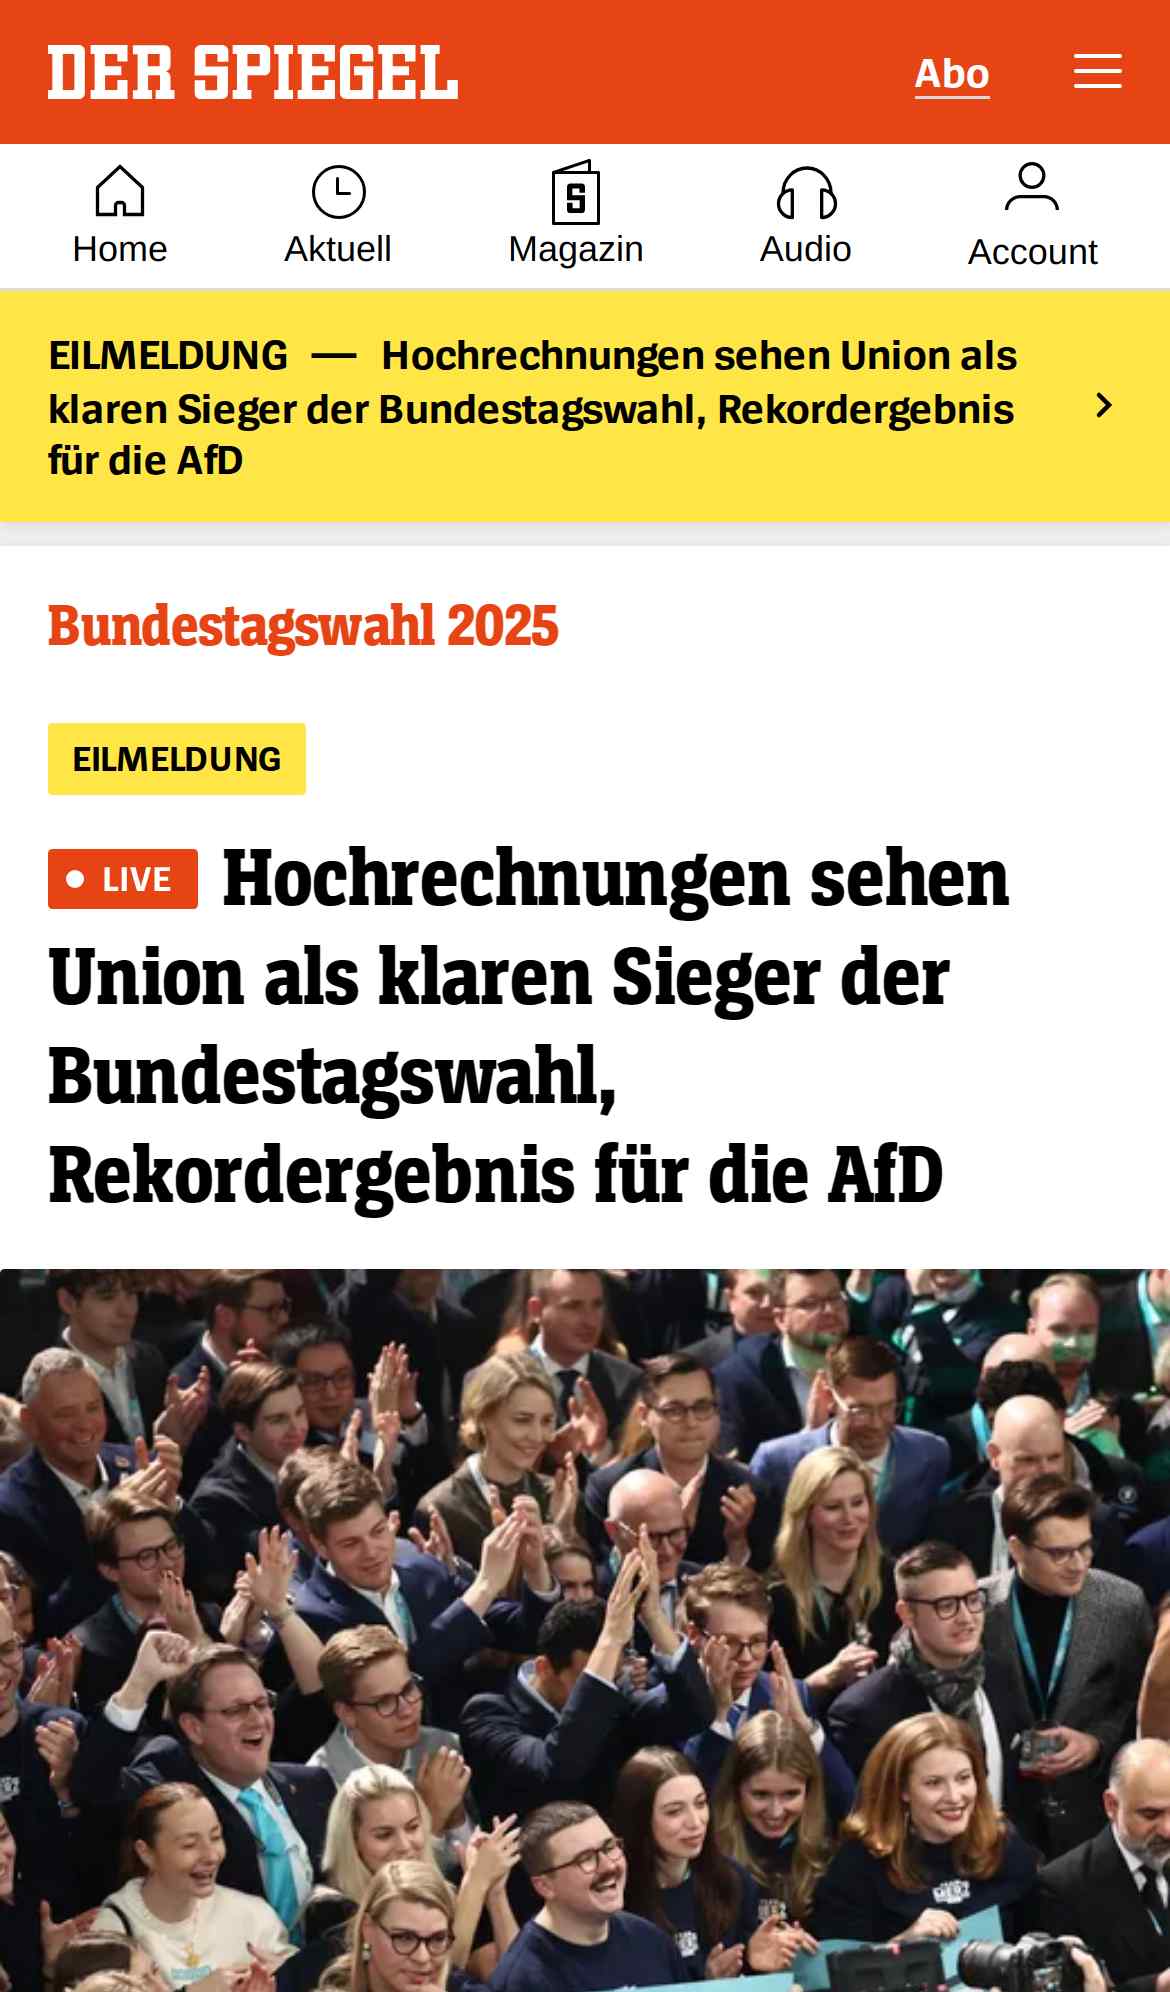 DER SPIEGEL
Abo
Home
Aktuell
S
Magazin
Audio
Account
EILMELDUNG — Hochrechnungen sehen Union als
klaren Sieger der Bundestagswahl, Rekordergebnis
für die AfD
Bundestagswahl 2025
EILMELDUNG
LIVE Hochrechnungen sehen
Union als klaren Sieger der
Bundestagswahl,
Rekordergebnis für die AfD